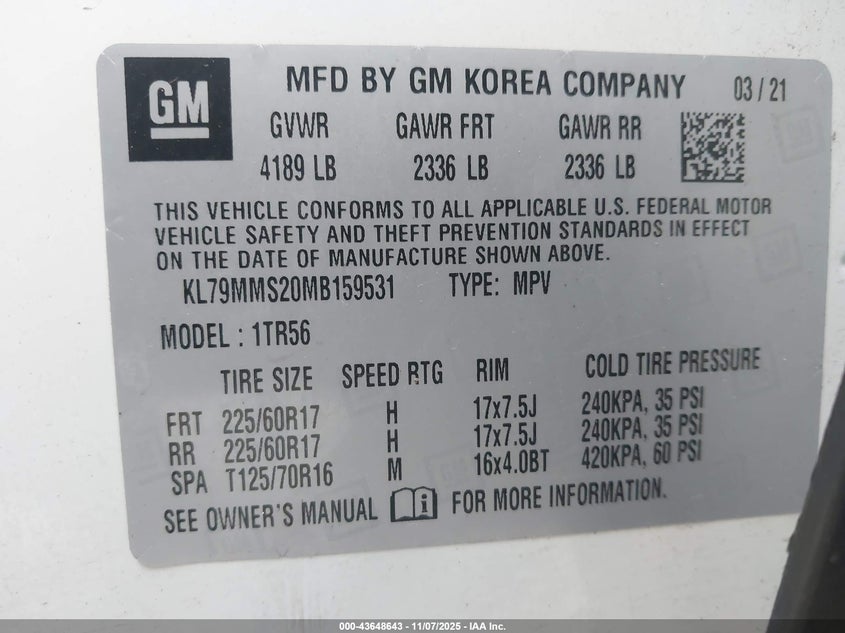 GM
MFD BY GM KOREA COMPANY 03 / 21
GVWR GAWR FRT GAWR RR
4189 LB 2336 LB 2336 LB
THIS VEHICLE CONFORMS TO ALL APPLICABLE U.S. FEDERAL MOTOR
VEHICLE SAFETY AND THEFT PREVENTION STANDARDS IN EFFECT
ON THE DATE OF MANUFACTURE SHOWN ABOVE.
KL79MMS20MB159531 TYPE: MPV
MODEL : 1TR56
TIRE SIZE SPEED RTG RIM COLD TIRE PRESSURE
FRT 225/60R17 H 17x7.5J 240KPA, 35 PSI
RR 225/60R17 H 17x7.5J 240KPA, 35 PSI
SPA T125/70R16 M 16x4.0BT 420KPA, 60 PSI
SEE OWNER'S MANUAL i FOR MORE INFORMATION.
000-43648643 - 11/07/2025 - IAA Inc.